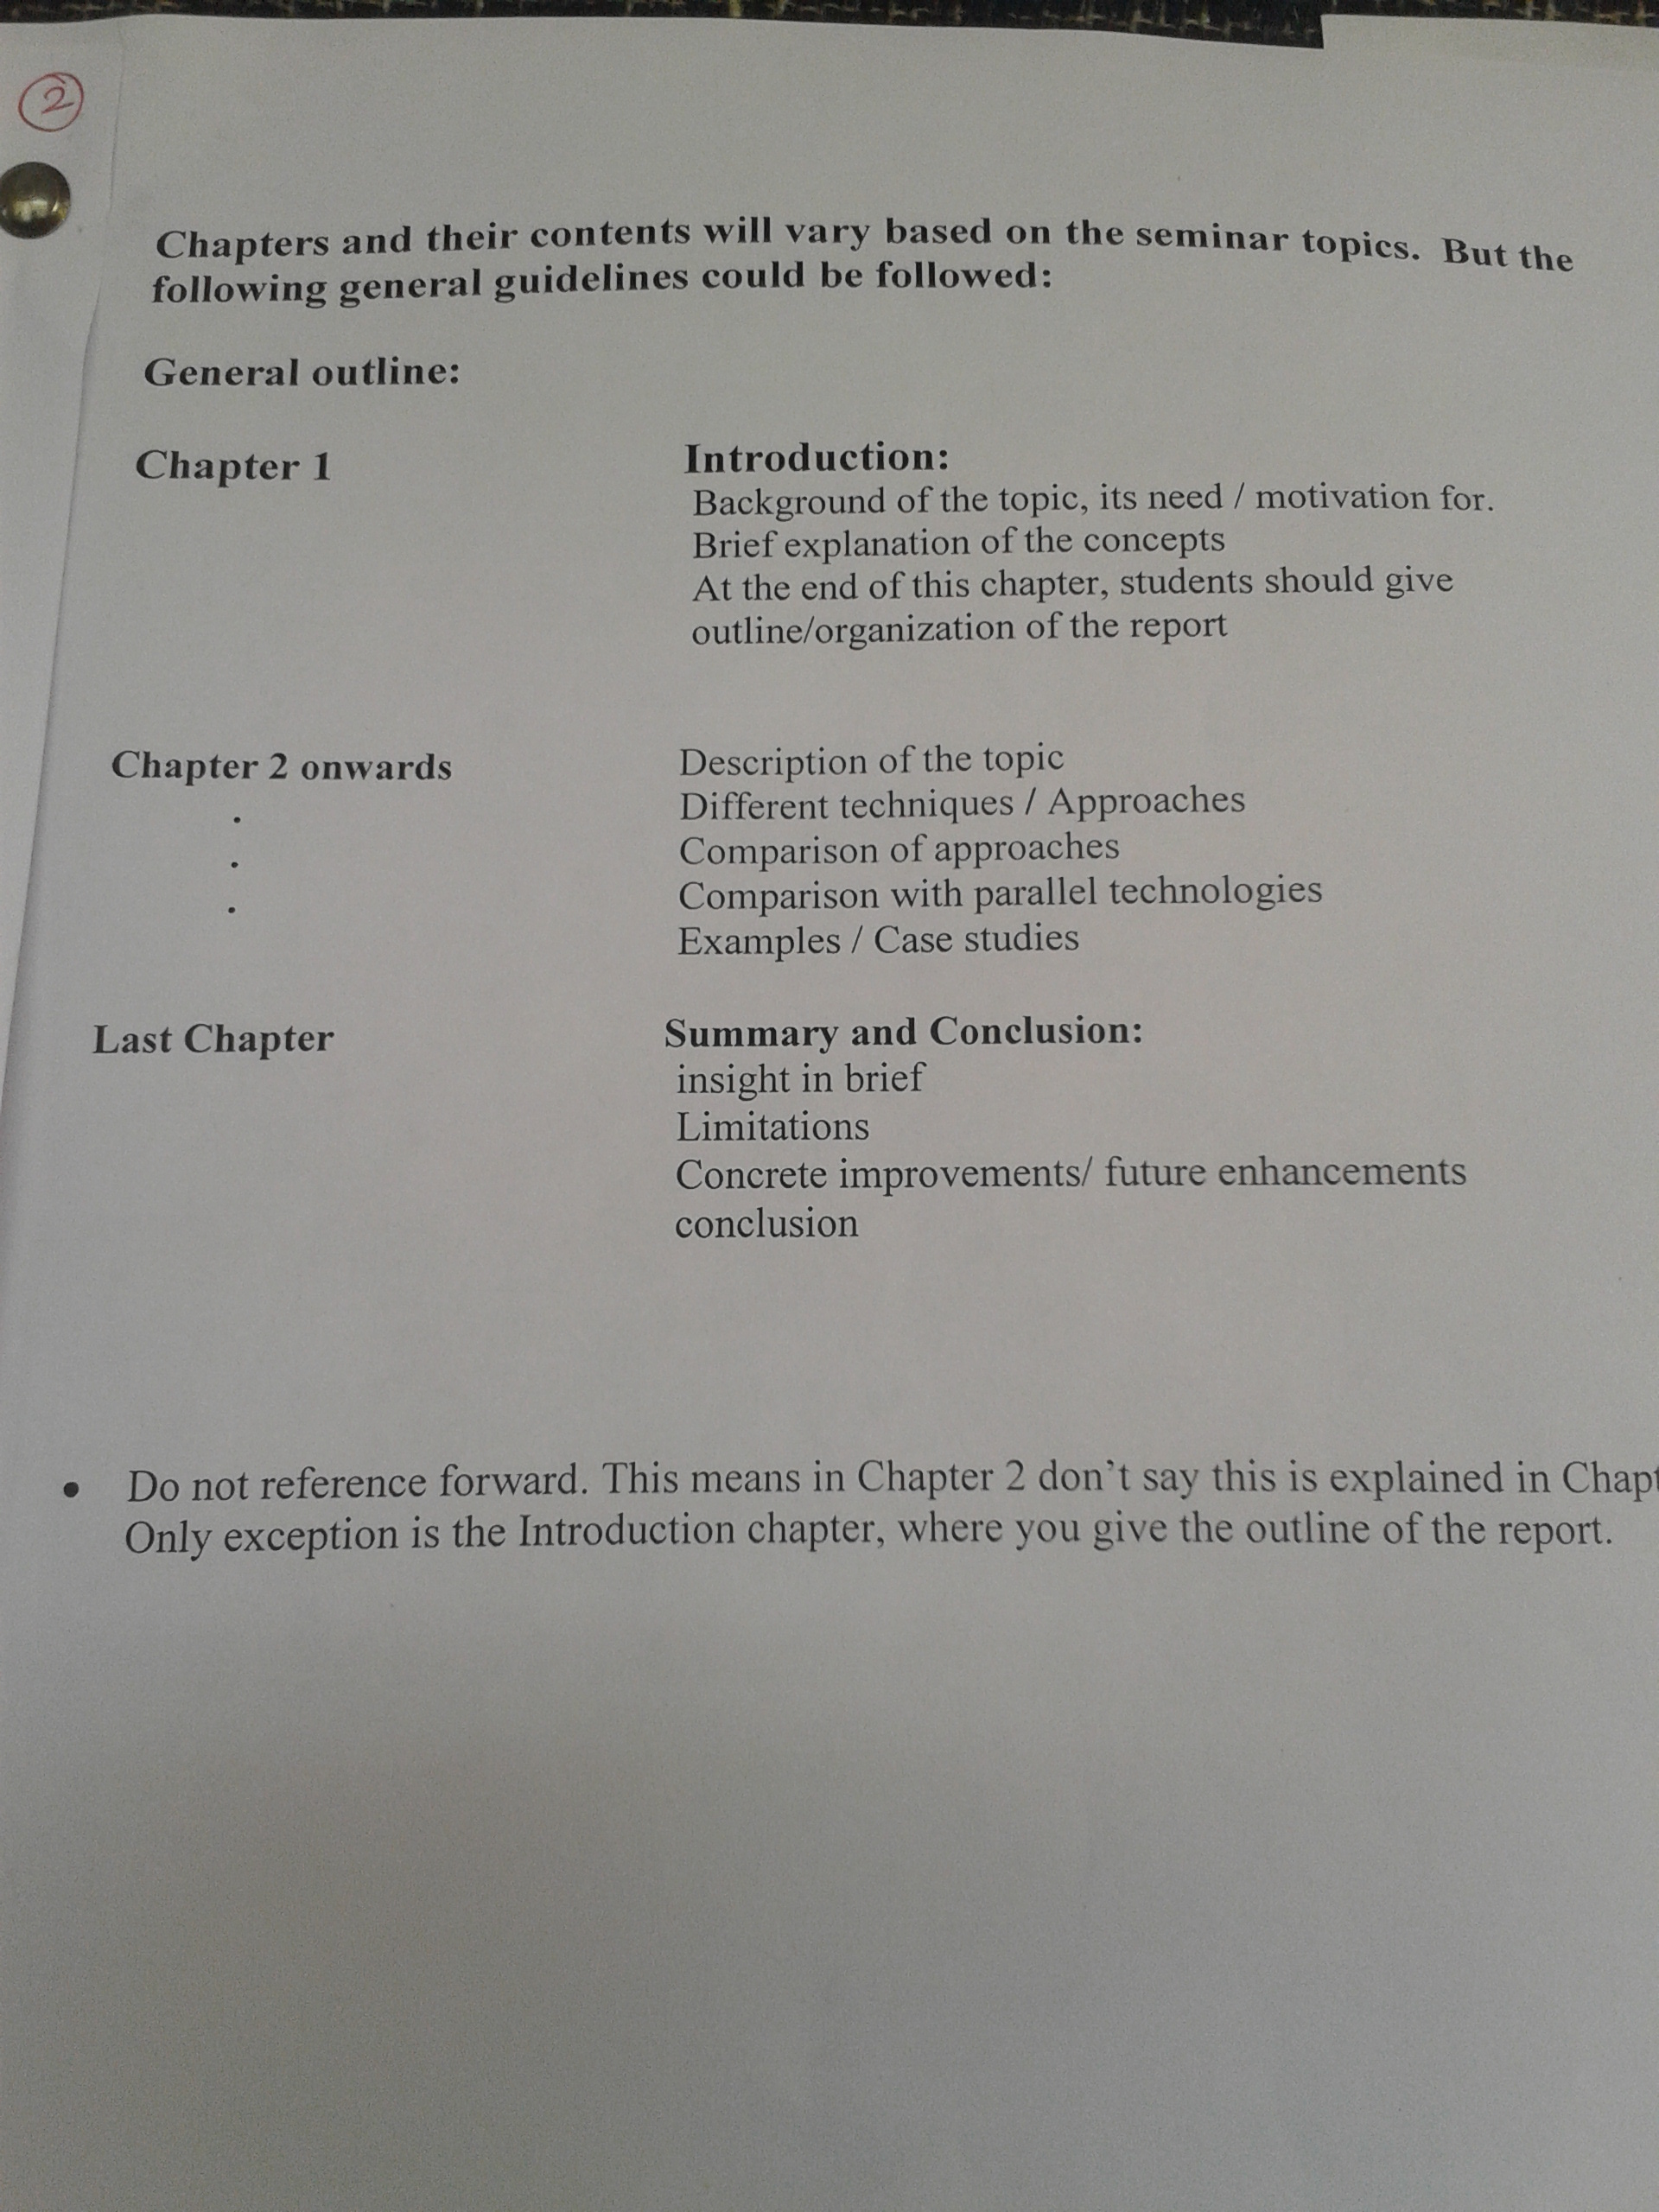 2
Chapters and their contents will vary based on the seminar topics. But the
following general guidelines could be followed:
General outline:
Chapter 1
Introduction:
Background of the topic, its need / motivation for.
Brief explanation of the concepts
At the end of this chapter, students should give
outline/organization of the report
Chapter 2 onwards
.
.
.
Description of the topic
Different techniques / Approaches
Comparison of approaches
Comparison with parallel technologies
Examples / Case studies
Last Chapter
Summary and Conclusion:
insight in brief
Limitations
Concrete improvements/ future enhancements
conclusion
• Do not reference forward. This means in Chapter 2 don't say this is explained in Chapt
Only exception is the Introduction chapter, where you give the outline of the report.